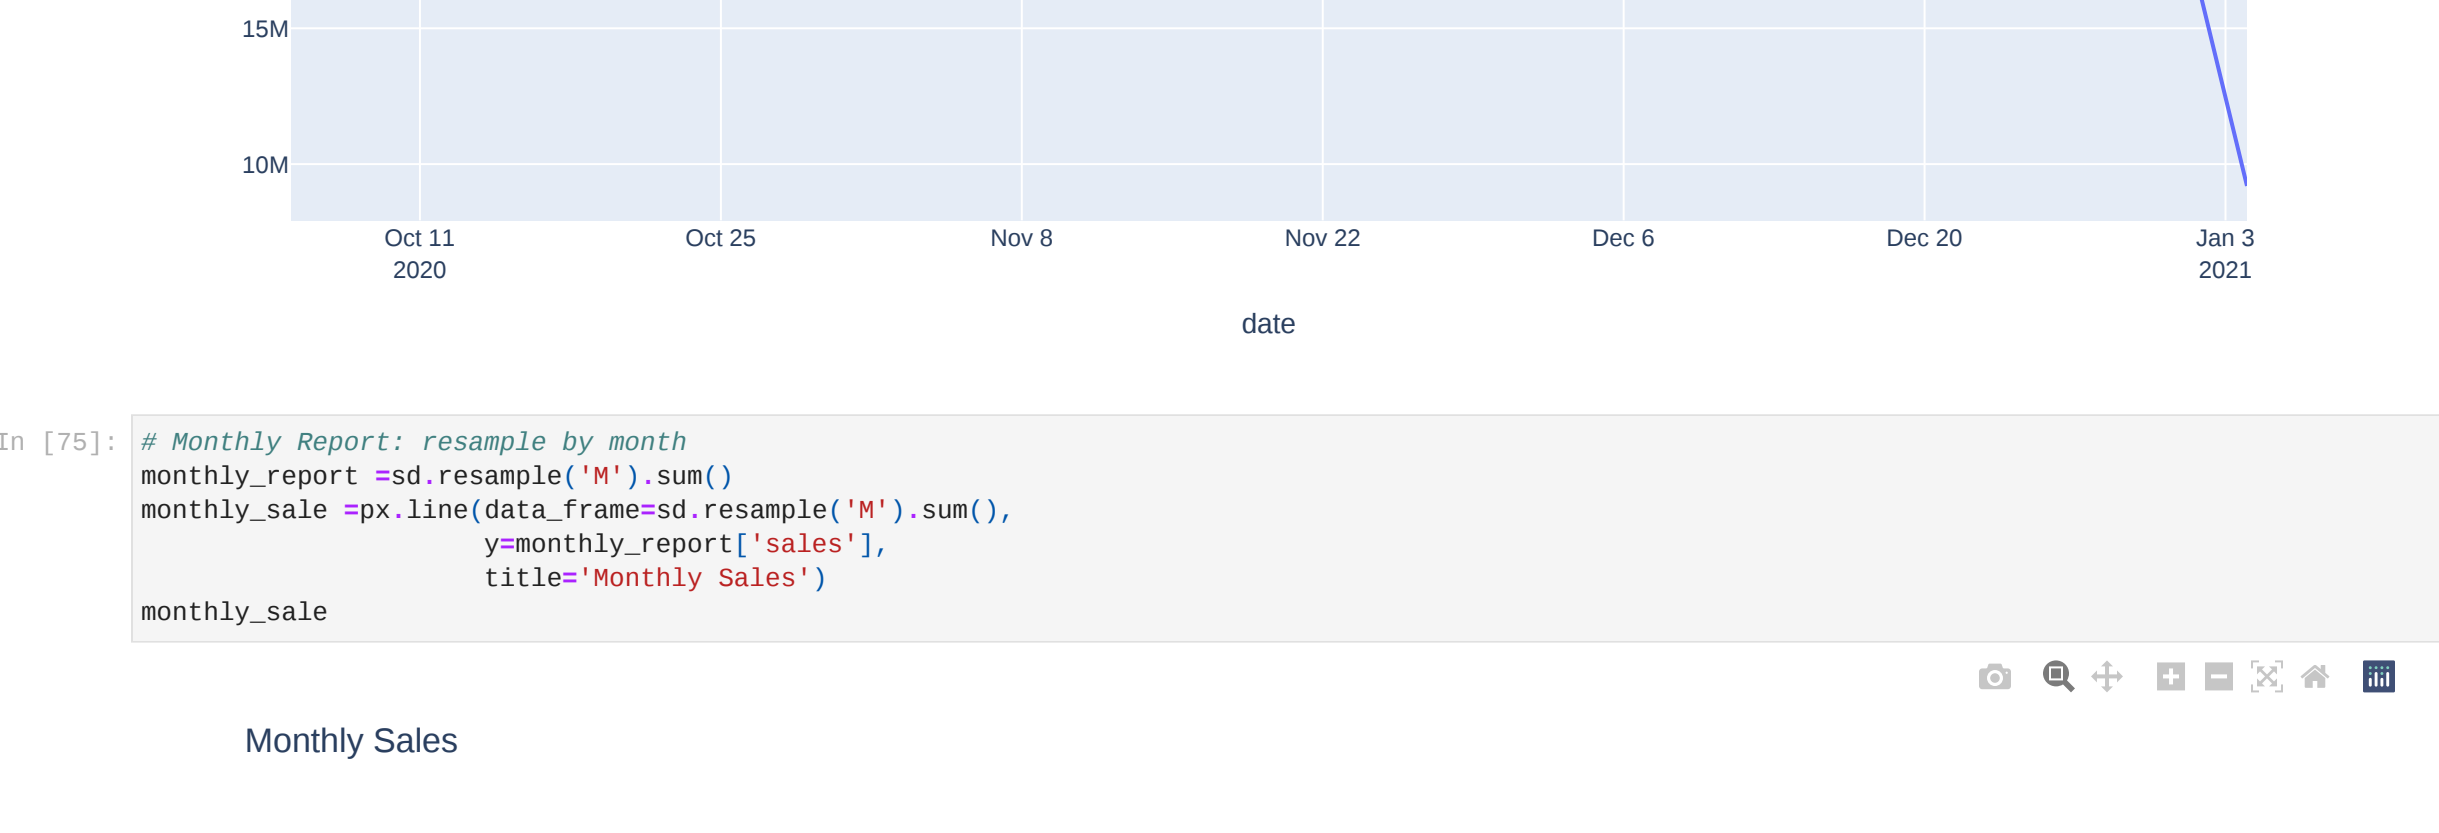 15M
10M
Oct 11 Oct 25 Nov 8 Nov 22 Dec 6 Dec 20 Jan 3
2020 2021
date
In [75]: # Monthly Report: resample by month
monthly_report =sd.resample('M').sum()
monthly_sale =px.line(data_frame=sd.resample('M').sum(),
                      y=monthly_report['sales'],
                      title='Monthly Sales')
monthly_sale
Monthly Sales